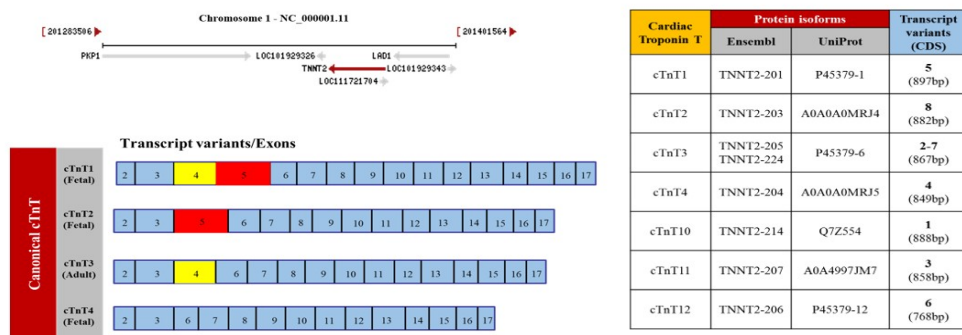 Chromosome 1 - NC_000001.11
[201283506
[201401564
PKP1
LOC101929326
LAD1
TNNT2
LOC101929343
LOC111721704
Transcript variants/Exons
Canonical cTnT
cTnT1
(Fetal)
2 3 4 5 6 7 8 9 10 11 12 13 14 15 16 17
cTnT2
(Fetal)
2 3 5 6 7 8 9 10 11 12 13 14 15 16 17
cTnT3
(Adult)
2 3 4 6 7 8 9 10 11 12 13 14 15 16 17
cTnT4
(Fetal)
2 3 6 7 8 9 10 11 12 13 14 15 16 17
Cardiac Troponin T
Protein isoforms
Transcript variants (CDS)
Ensembl
UniProt
cTnT1 TNNT2-201 P45379-1 5
(897bp)
cTnT2 TNNT2-203 A0A0A0MRJ4 8
(882bp)
cTnT3 TNNT2-205 P45379-6 2-7
TNNT2-224 (867bp)
cTnT4 TNNT2-204 A0A0A0MRJ5 4
(849bp)
cTnT10 TNNT2-214 Q7Z554 1
(888bp)
cTnT11 TNNT2-207 A0A4997JM7 3
(858bp)
cTnT12 TNNT2-206 P45379-12 6
(768bp)